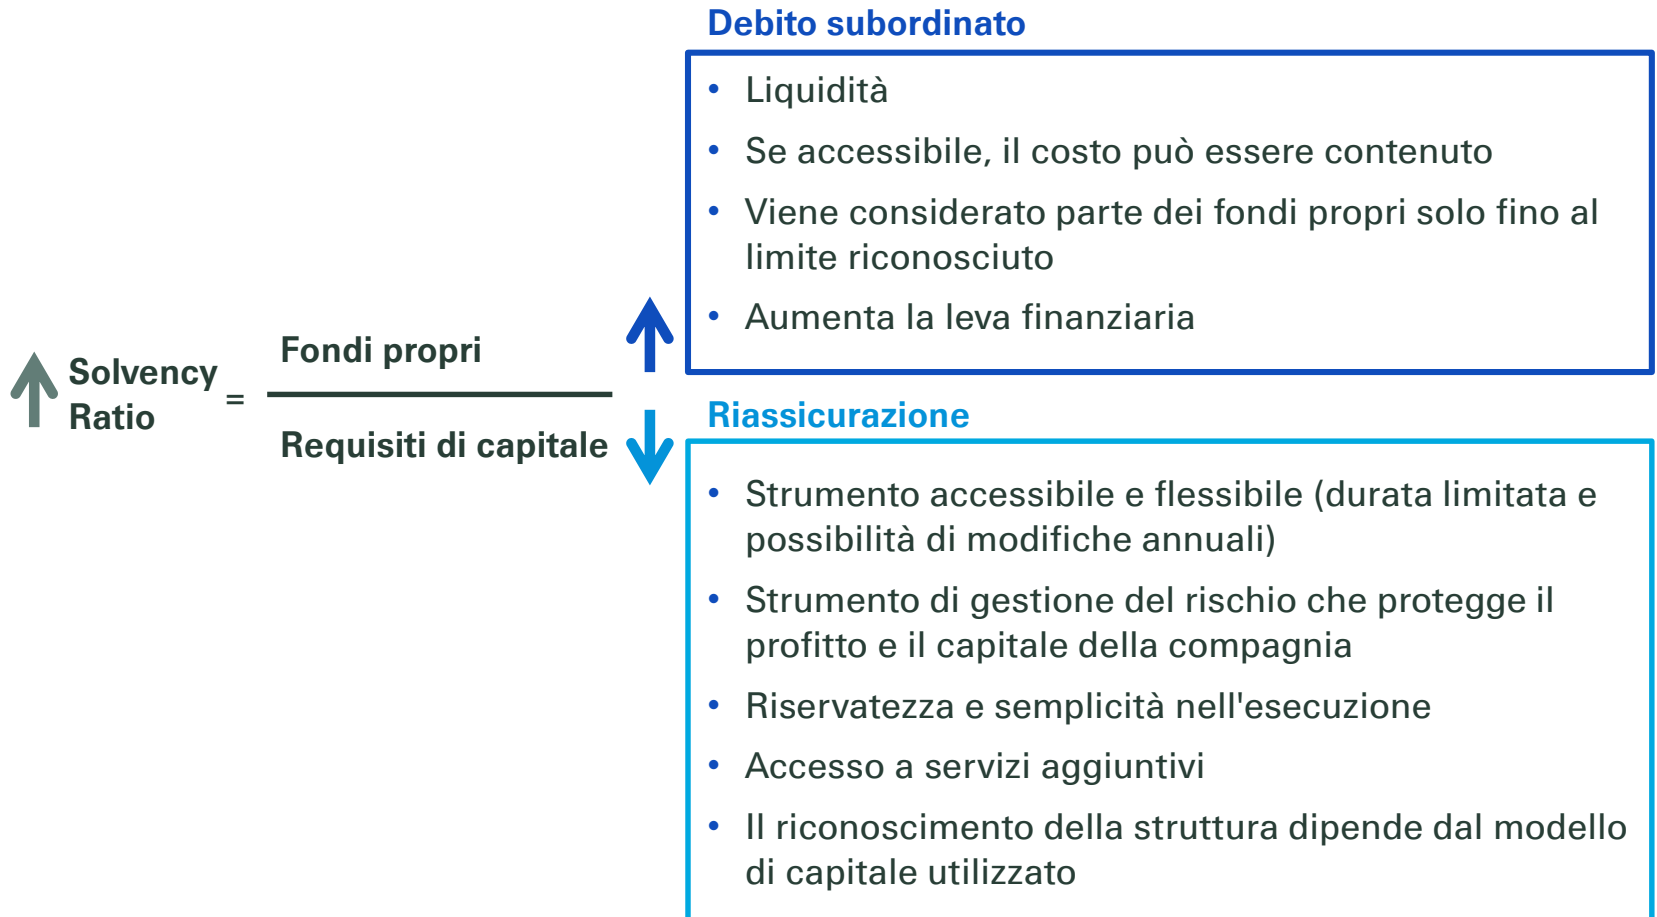 Debito subordinato
• Liquidità
• Se accessibile, il costo può essere contenuto
• Viene considerato parte dei fondi propri solo fino al
limite riconosciuto
• Aumenta la leva finanziaria
Solvency
Ratio
=
Fondi propri
Requisiti di capitale
Riassicurazione
• Strumento accessibile e flessibile (durata limitata e
possibilità di modifiche annuali)
• Strumento di gestione del rischio che protegge il
profitto e il capitale della compagnia
• Riservatezza e semplicità nell'esecuzione
• Accesso a servizi aggiuntivi
• Il riconoscimento della struttura dipende dal modello
di capitale utilizzato